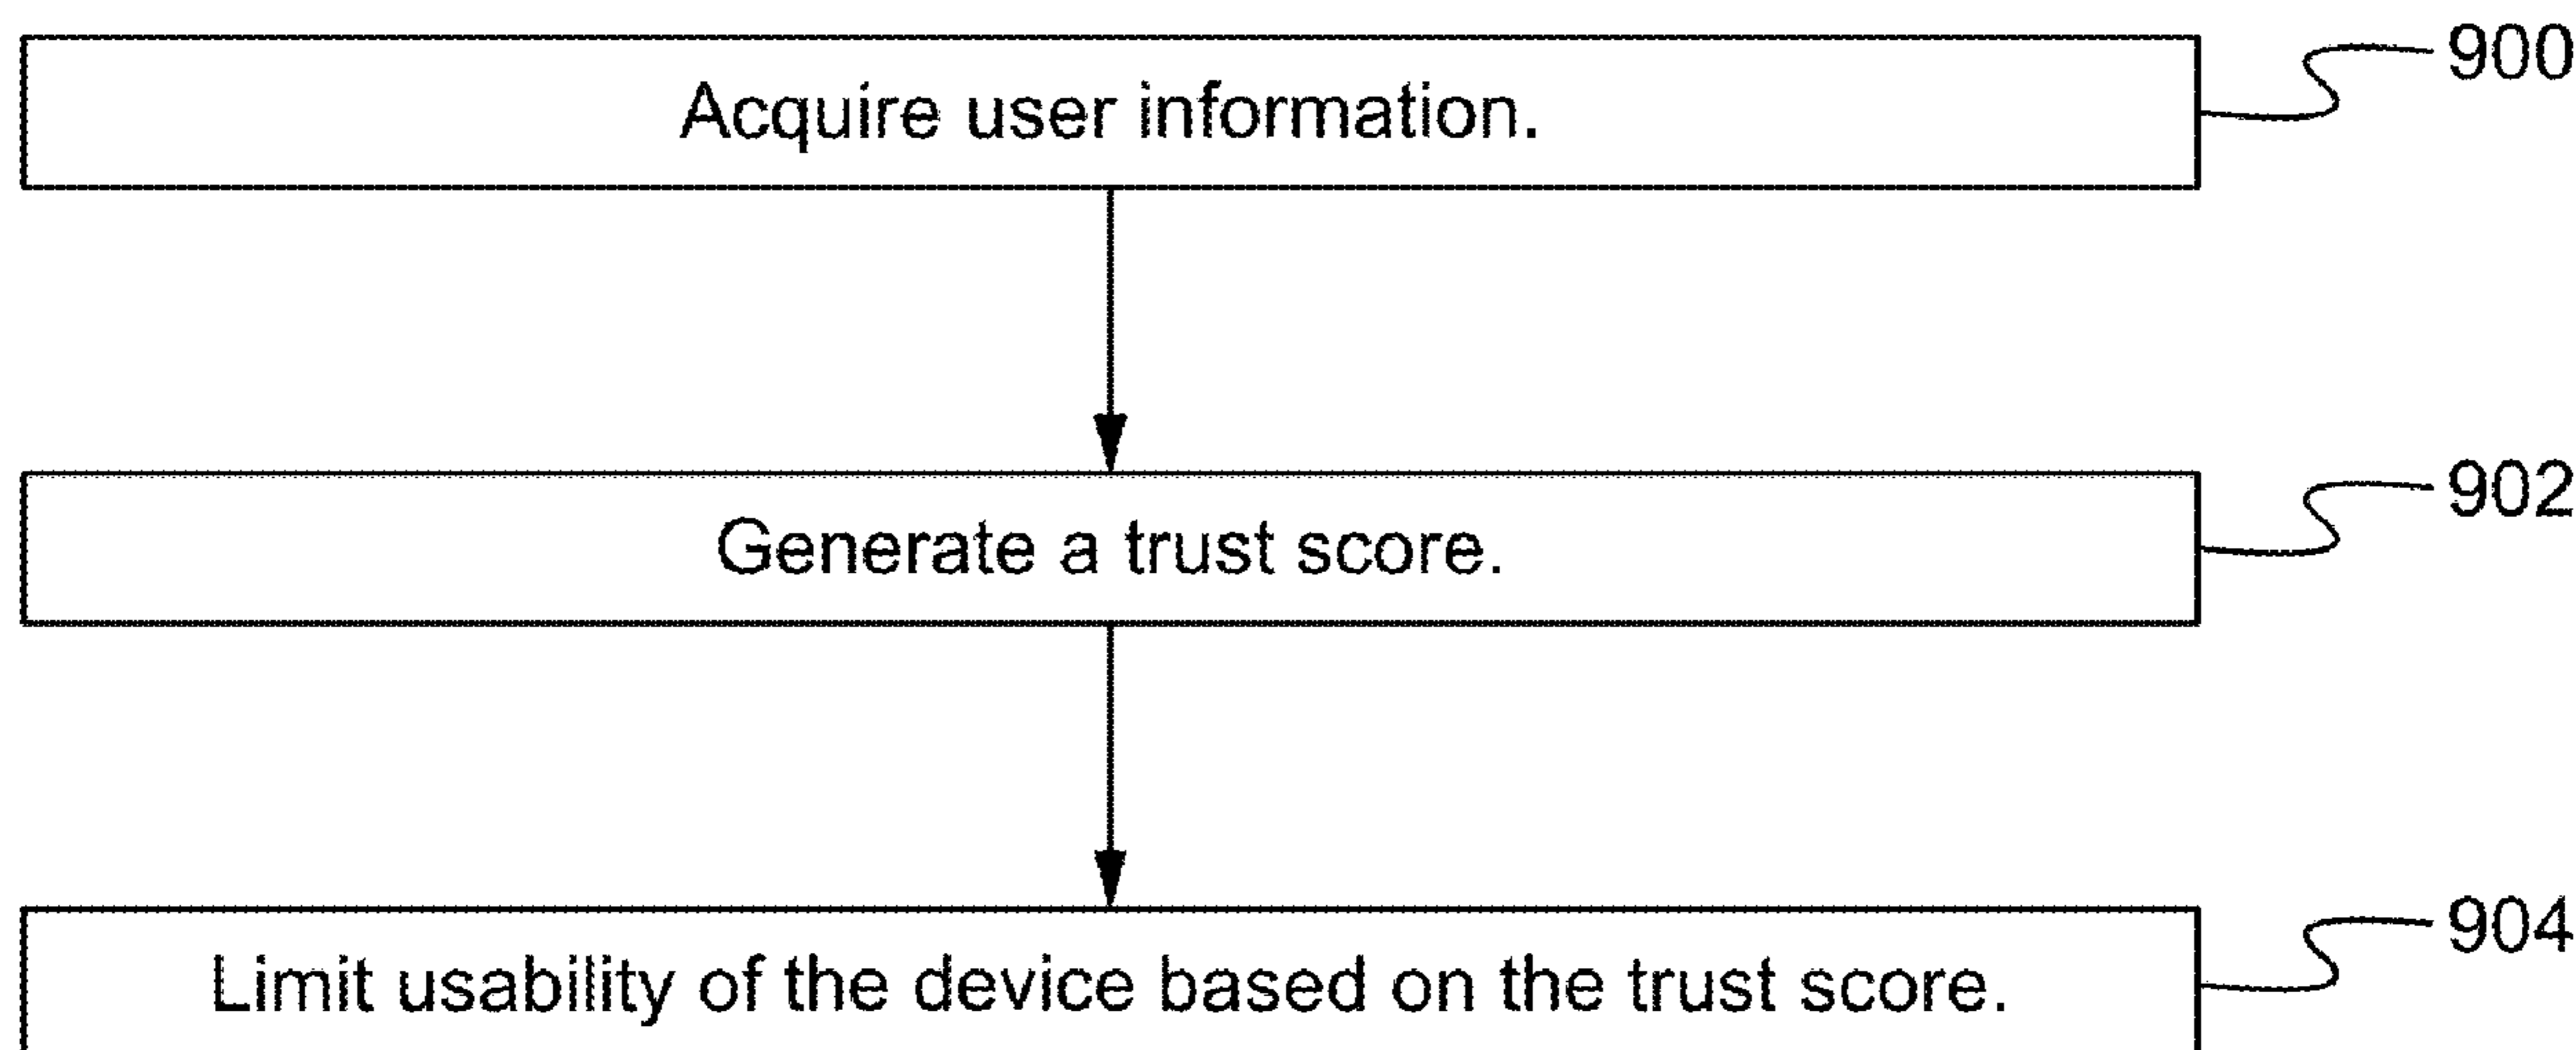 900
Acquire user information.
902
Generate a trust score.
904
Limit usability of the device based on the trust score.